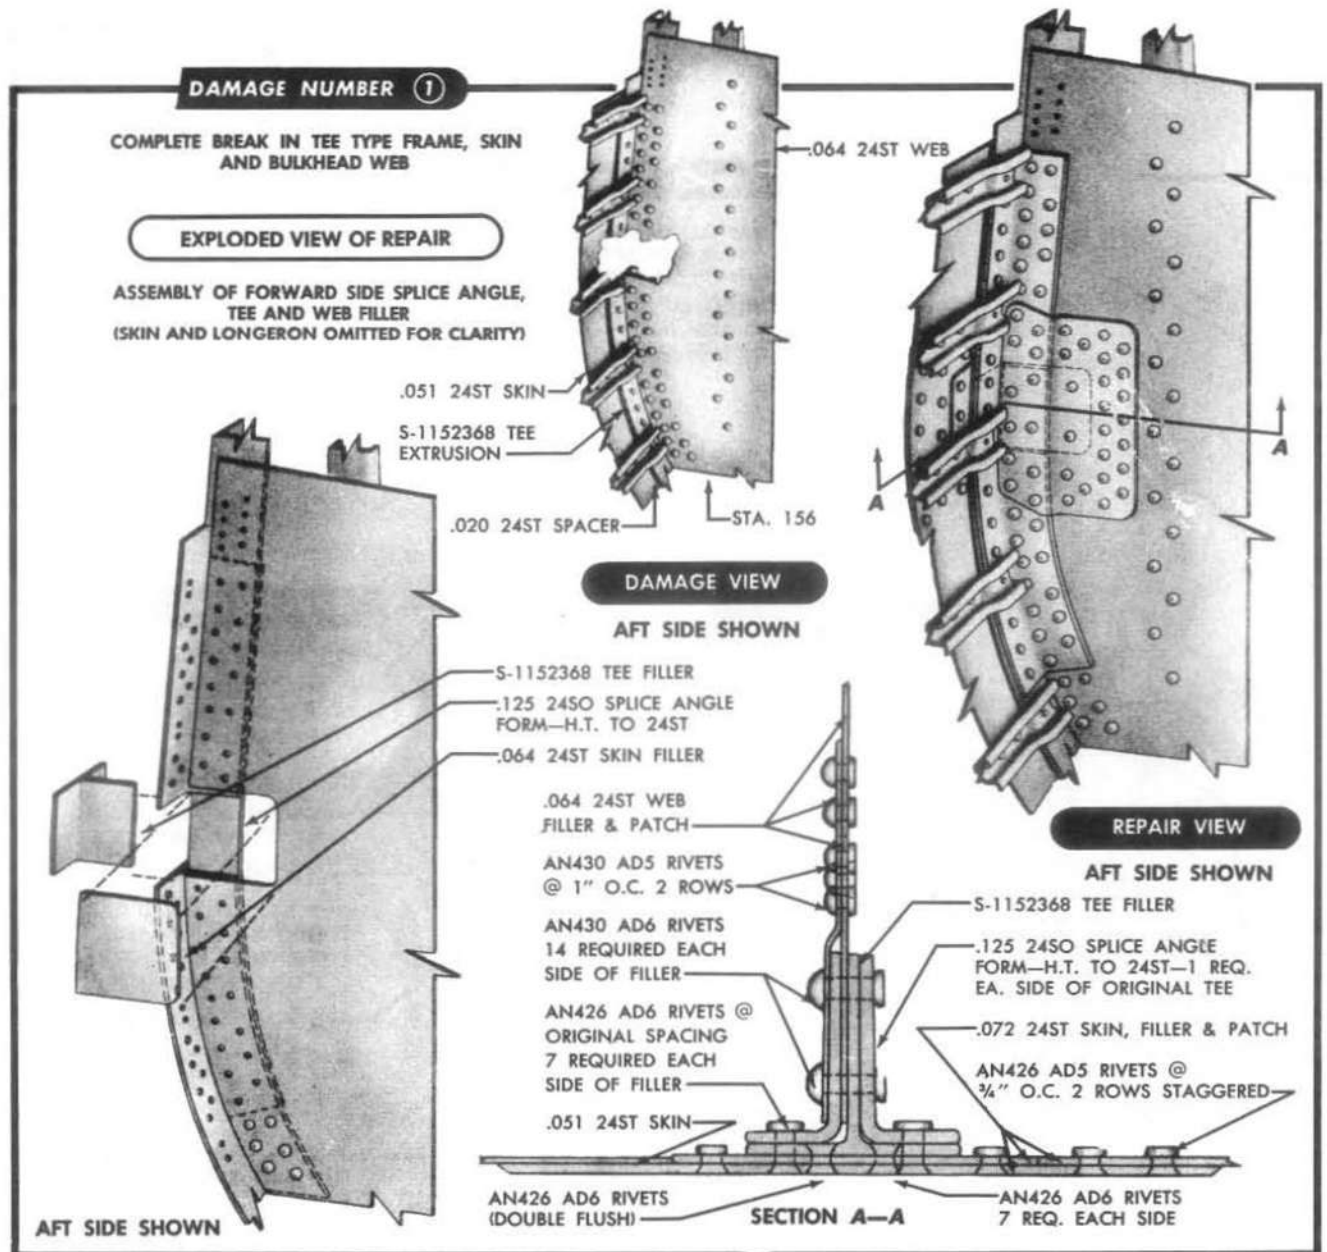 DAMAGE NUMBER 1
COMPLETE BREAK IN TEE TYPE FRAME, SKIN
AND BULKHEAD WEB
EXPLODED VIEW OF REPAIR
ASSEMBLY OF FORWARD SIDE SPLICE ANGLE,
TEE AND WEB FILLER
(SKIN AND LONGERON OMITTED FOR CLARITY)
.064 24ST WEB
.051 24ST SKIN
S-1152368 TEE
EXTRUSION
.020 24ST SPACER
STA. 156
DAMAGE VIEW
AFT SIDE SHOWN
A
A
S-1152368 TEE FILLER
.125 24SO SPLICE ANGLE
FORM—H.T. TO 24ST
.064 24ST SKIN FILLER
AFT SIDE SHOWN
REPAIR VIEW
AFT SIDE SHOWN
.064 24ST WEB
FILLER & PATCH
AN430 AD5 RIVETS
@ 1" O.C. 2 ROWS
AN430 AD6 RIVETS
14 REQUIRED EACH
SIDE OF FILLER
AN426 AD6 RIVETS @
ORIGINAL SPACING
7 REQUIRED EACH
SIDE OF FILLER
.051 24ST SKIN
AN426 AD6 RIVETS
(DOUBLE FLUSH)
S-1152368 TEE FILLER
.125 24SO SPLICE ANGLE
FORM—H.T. TO 24ST—1 REQ.
EA. SIDE OF ORIGINAL TEE
.072 24ST SKIN, FILLER & PATCH
AN426 AD5 RIVETS @
¾" O.C. 2 ROWS STAGGERED
AN426 AD6 RIVETS
7 REQ. EACH SIDE
SECTION A—A